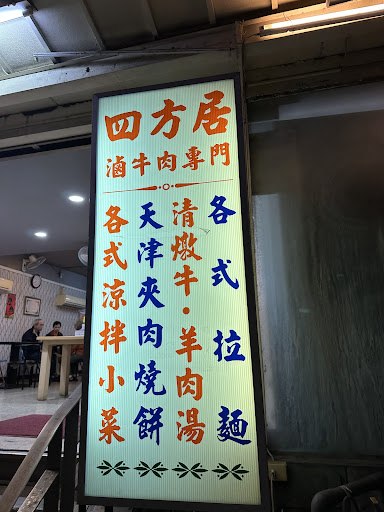 四方居
滷牛肉專門
各式拉麵
清燉牛·羊肉湯
天津夾肉燒餅
各式涼拌小菜